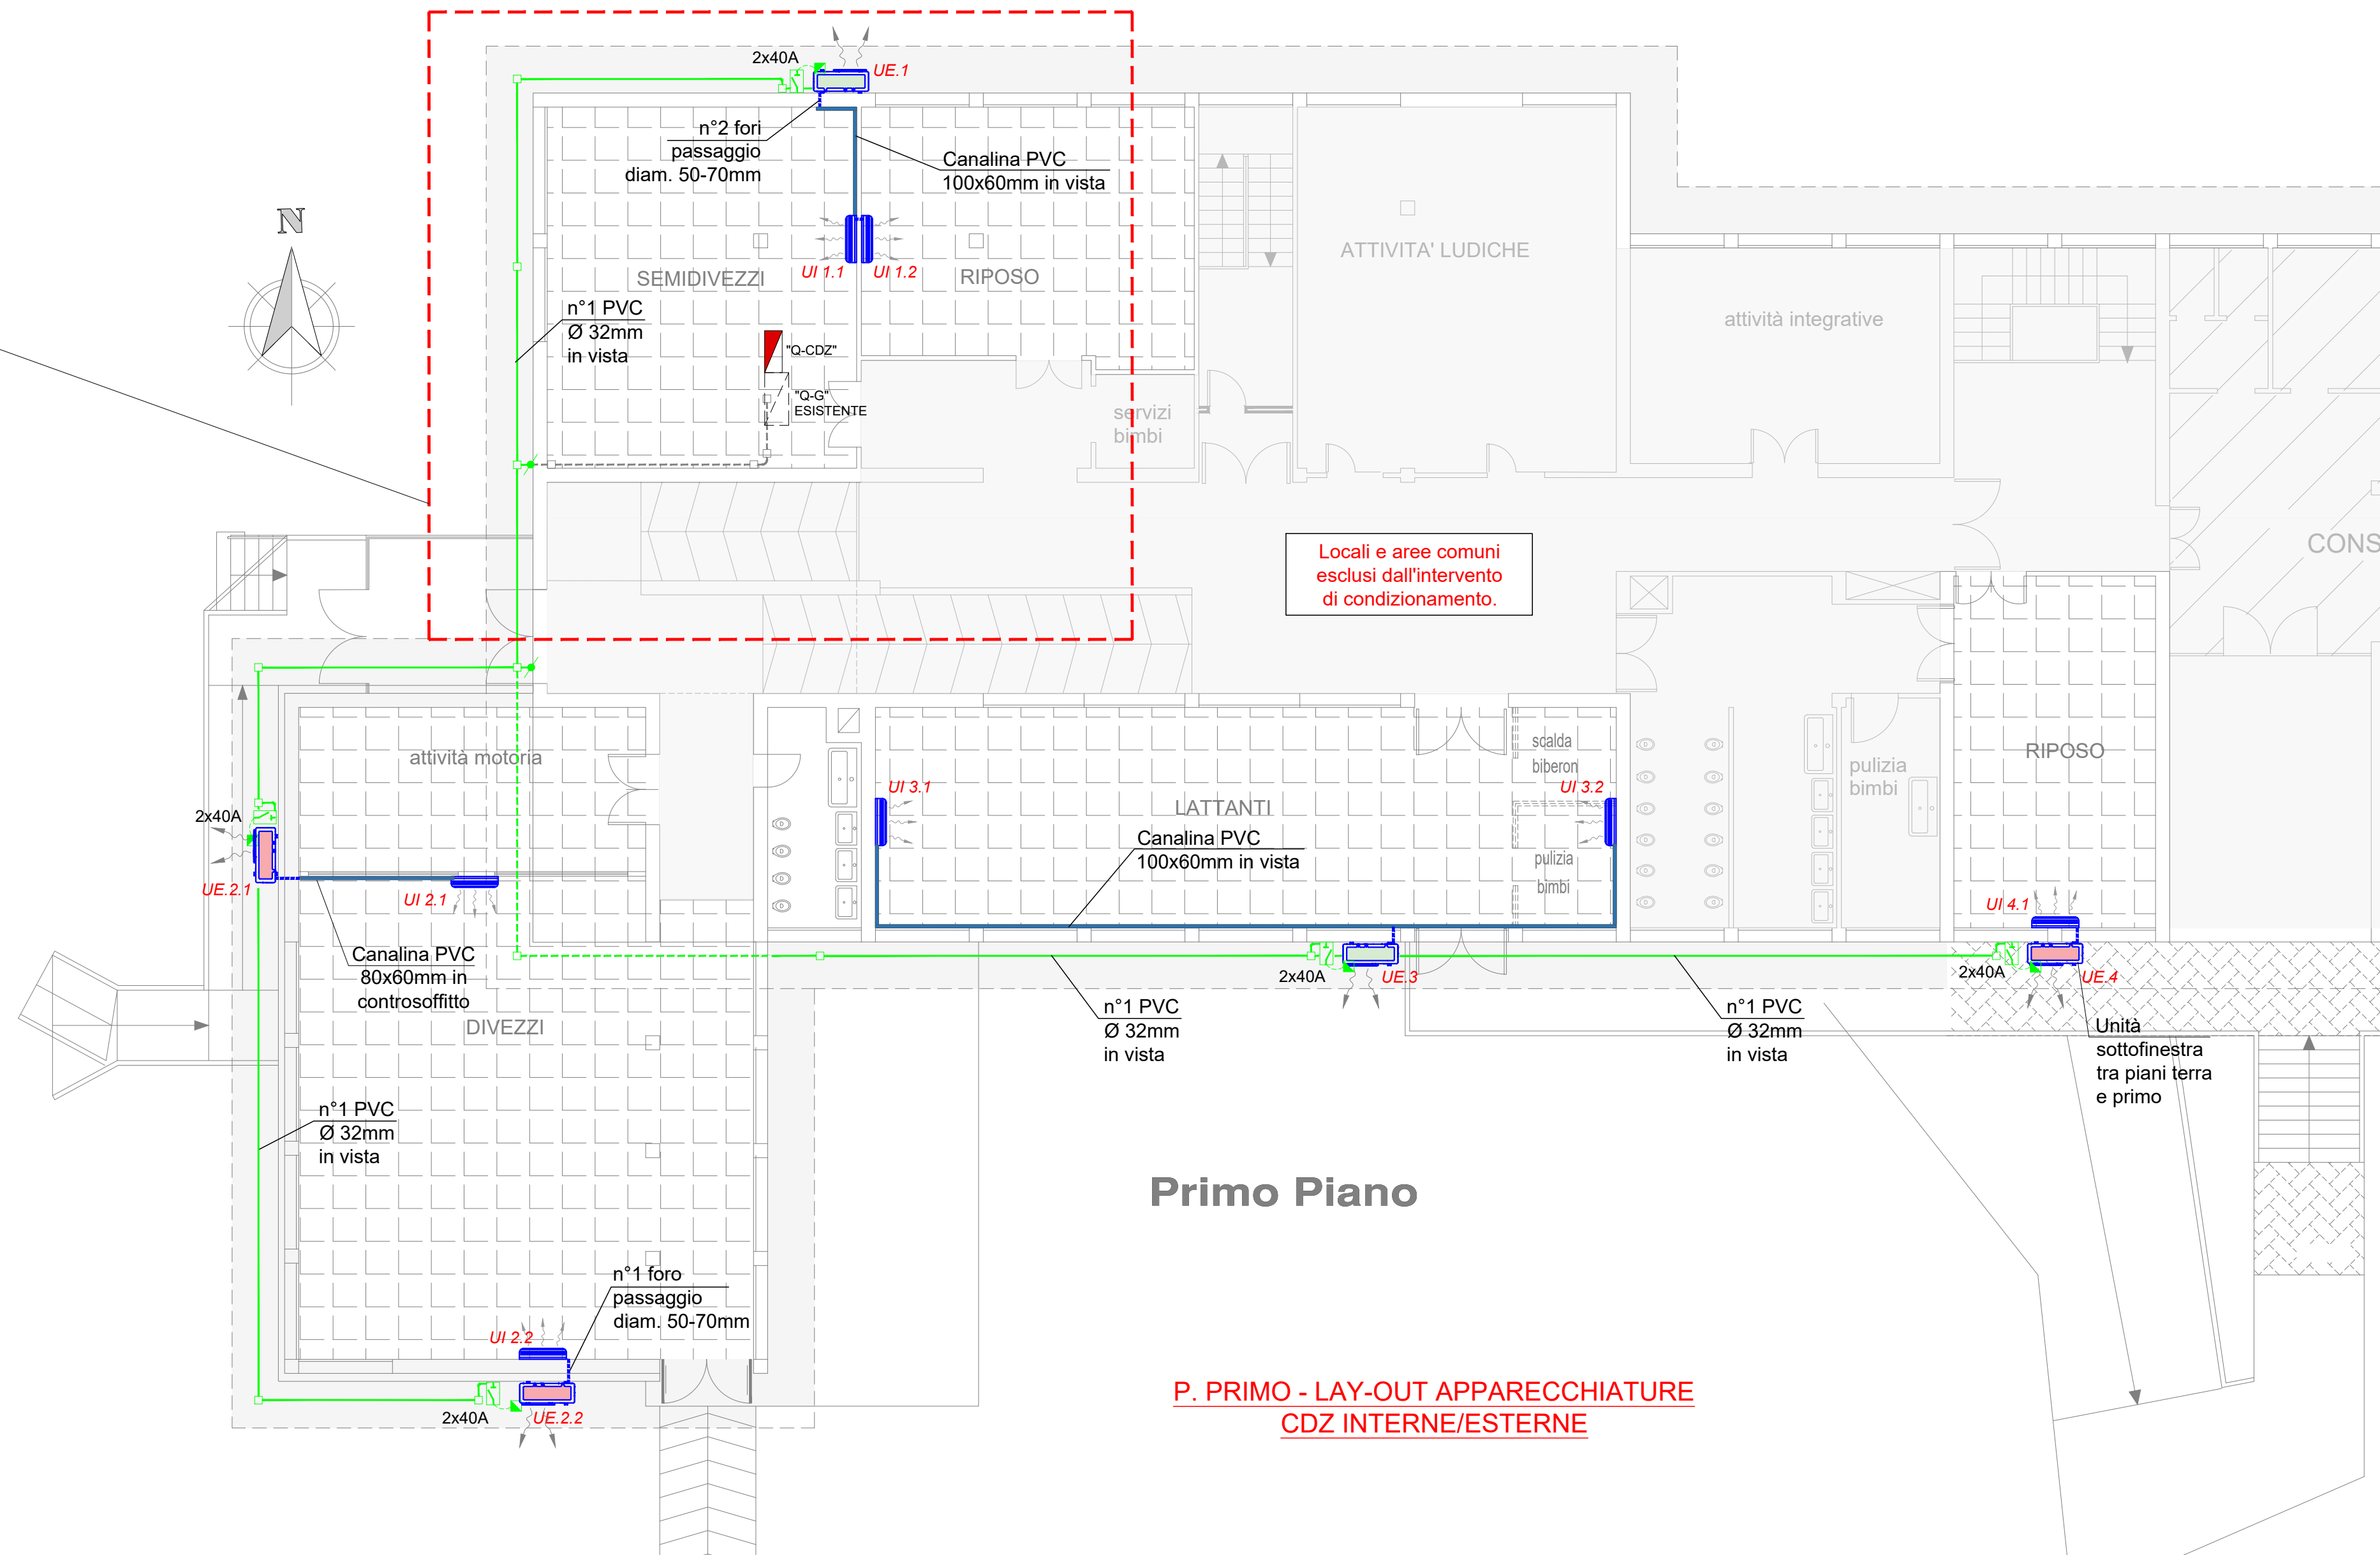 2x40A
UE.1
n°2 fori
passaggio
diam. 50-70mm
Canalina PVC
100x60mm in vista
N
UI 1.1
UI 1.2
SEMIDIVEZZI
RIPOSO
ATTIVITA' LUDICHE
attività integrative
n°1 PVC
Ø 32mm
in vista
"Q-CDZ"
"Q-G"
ESISTENTE
servizi
bimbi
Locali e aree comuni
esclusi dall'intervento
di condizionamento.
CONS
attività motoria
scalda
biberon
RIPOSO
pulizia
bimbi
UI 3.1
LATTANTI
UI 3.2
2x40A
Canalina PVC
100x60mm in vista
pulizia
bimbi
UE.2.1
UI 2.1
UI 4.1
Canalina PVC
80x60mm in
controsoffitto
2x40A
UE.3
2x40A
UE.4
n°1 PVC
Ø 32mm
in vista
n°1 PVC
Ø 32mm
in vista
Unità
sottofinestra
tra piani terra
e primo
DIVEZZI
n°1 PVC
Ø 32mm
in vista
Primo Piano
n°1 foro
passaggio
diam. 50-70mm
UI 2.2
2x40A
UE.2.2
P. PRIMO - LAY-OUT APPARECCHIATURE
CDZ INTERNE/ESTERNE